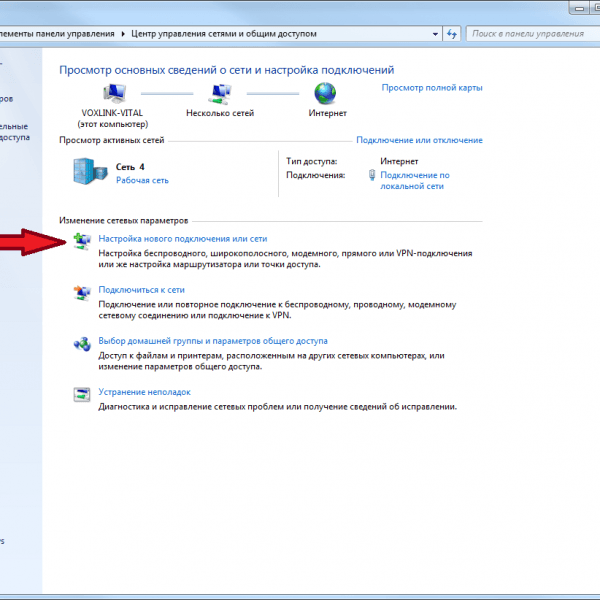 лементы панели управления ▸ Центр управления сетями и общим доступом
Поиск в панели управления
ров
ельные
доступа
Просмотр основных сведений о сети и настройка подключений
Просмотр полной карты
VOXLINK-VITAL
(этот компьютер)
Несколько сетей
Интернет
Просмотр активных сетей
Подключение или отключение
Сеть 4
Рабочая сеть
Тип доступа: Интернет
Подключения: Подключение по
локальной сети
Изменение сетевых параметров
Настройка нового подключения или сети
Настройка беспроводного, широкополосного, модемного, прямого или VPN-подключения
или же настройка маршрутизатора или точки доступа.
Подключиться к сети
Подключение или повторное подключение к беспроводному, проводному, модемному
сетевому соединению или подключение к VPN.
Выбор домашней группы и параметров общего доступа
Доступ к файлам и принтерам, расположенным на других сетевых компьютерах, или
изменение параметров общего доступа.
Устранение неполадок
Диагностика и исправление сетевых проблем или получение сведений об исправлении.